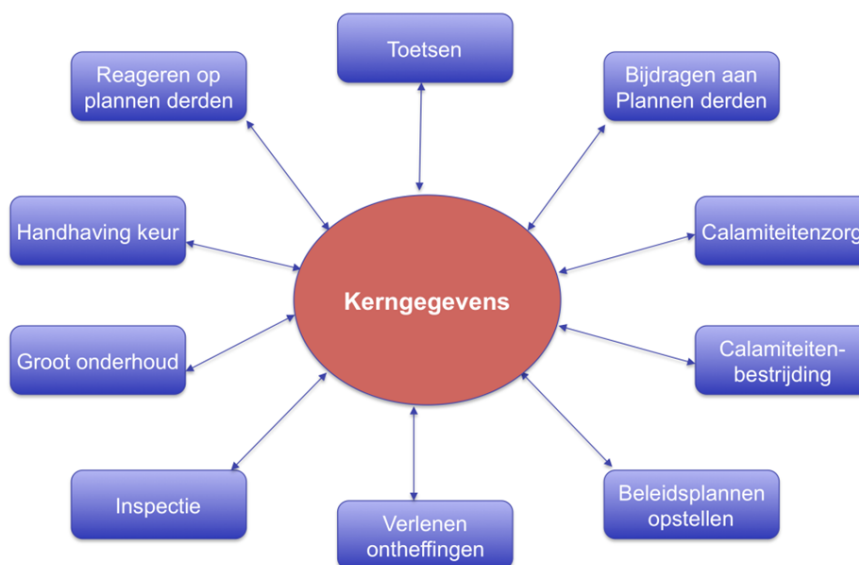 Toetsen
Reageren op
plannen derden
Bijdragen aan
Plannen derden
Handhaving keur
Calamiteitenzorg
Kerngegevens
Groot onderhoud
Calamiteiten-
bestrijding
Inspectie
Verlenen
ontheffingen
Beleidsplannen
opstellen